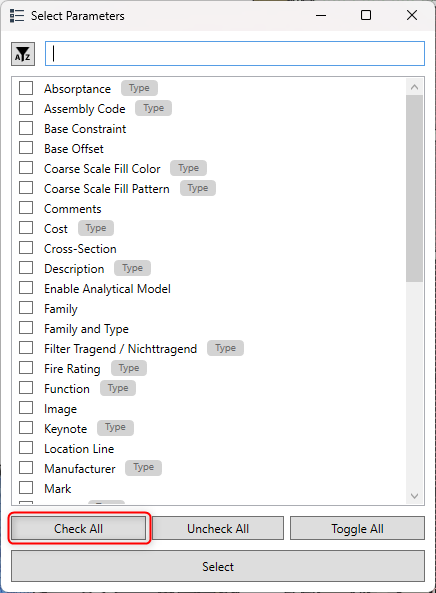 Select Parameters
AZ
Absorptance Type
Assembly Code Type
Base Constraint
Base Offset
Coarse Scale Fill Color Type
Coarse Scale Fill Pattern Type
Comments
Cost Type
Cross-Section
Description Type
Enable Analytical Model
Family
Family and Type
Filter Tragend / Nichttragend Type
Fire Rating Type
Function Type
Image
Keynote Type
Location Line
Manufacturer Type
Mark
Check All Uncheck All Toggle All
Select